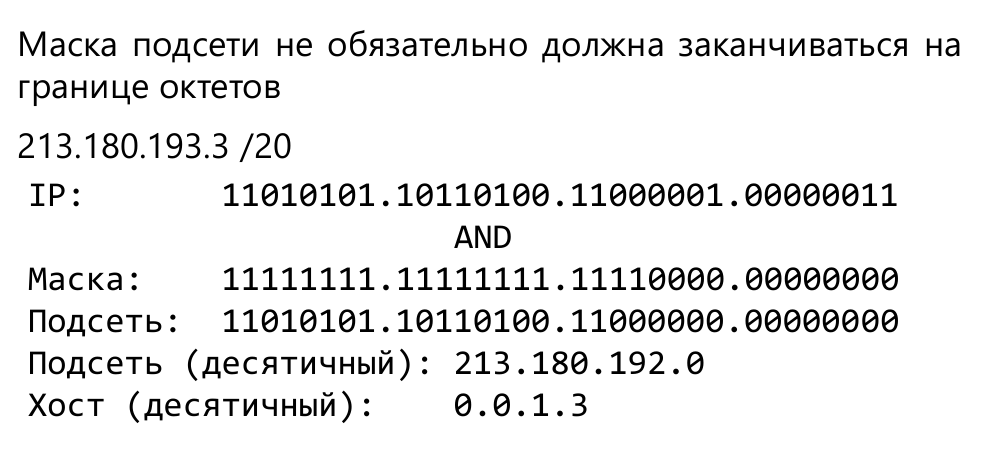 Маска подсети не обязательно должна заканчиваться на
границе октетов
213.180.193.3 /20
IP: 11010101.10110100.11000001.00000011
AND
Маска: 11111111.11111111.11110000.00000000
Подсеть: 11010101.10110100.11000000.00000000
Подсеть (десятичный): 213.180.192.0
Хост (десятичный): 0.0.1.3